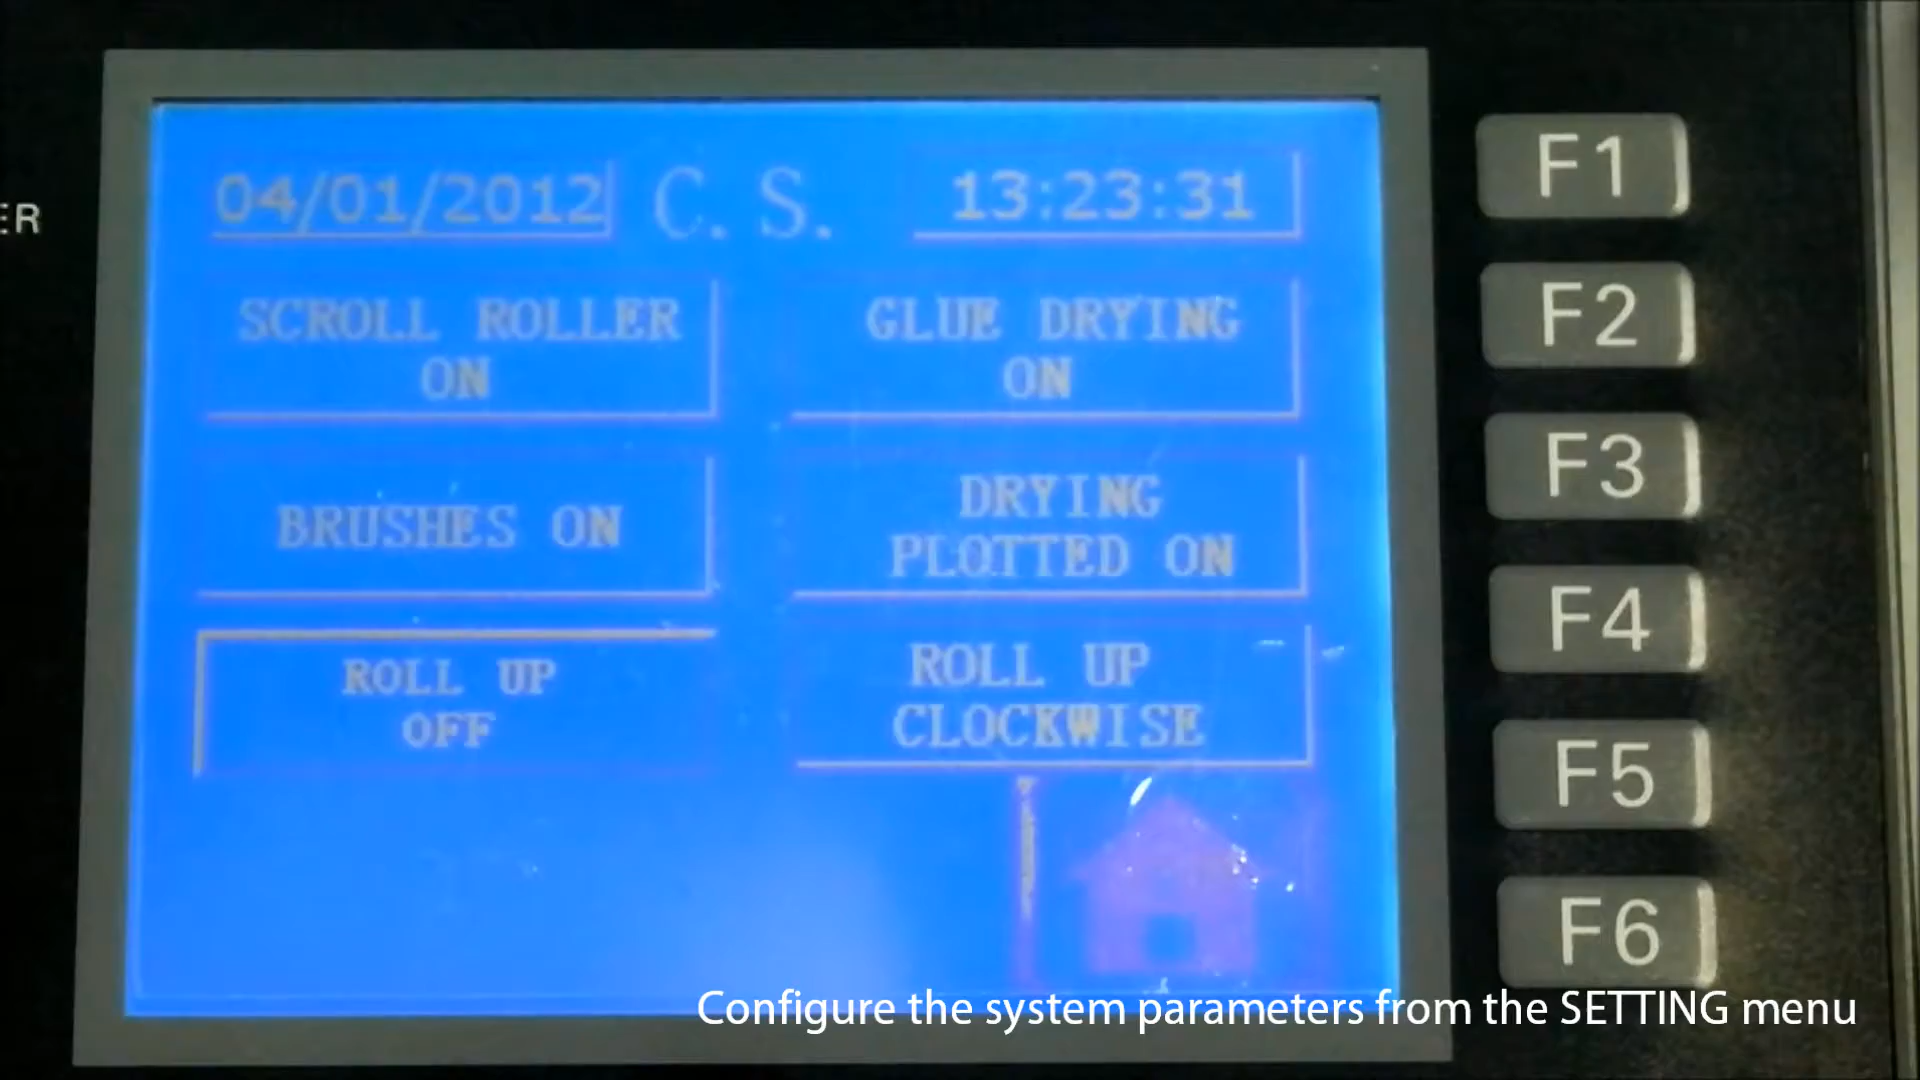 ER
04/01/2012 C. S. 13:23:31
SCROLL ROLLER
ON
GLUE DRYING
ON
BRUSHES ON
DRYING
PLOTTED ON
ROLL UP
OFF
ROLL UP
CLOCKWISE
F1
F2
F3
F4
F5
F6
Configure the system parameters from the SETTING menu